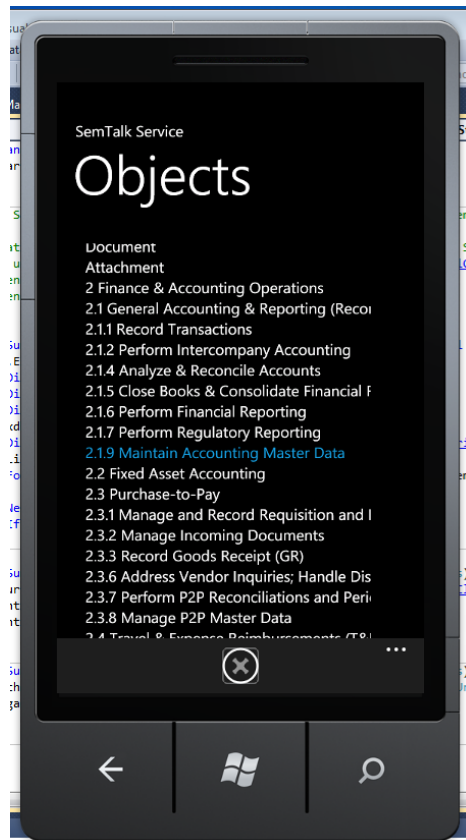 SemTalk Service
Objects
Document
Attachment
2 Finance & Accounting Operations
2.1 General Accounting & Reporting (Recor
2.1.1 Record Transactions
2.1.2 Perform Intercompany Accounting
2.1.4 Analyze & Reconcile Accounts
2.1.5 Close Books & Consolidate Financial F
2.1.6 Perform Financial Reporting
2.1.7 Perform Regulatory Reporting
2.1.9 Maintain Accounting Master Data
2.2 Fixed Asset Accounting
2.3 Purchase-to-Pay
2.3.1 Manage and Record Requisition and I
2.3.2 Manage Incoming Documents
2.3.3 Record Goods Receipt (GR)
2.3.6 Address Vendor Inquiries; Handle Dis
2.3.7 Perform P2P Reconciliations and Peri
2.3.8 Manage P2P Master Data
2.4 Travel & Expense Reimbursements (T&I